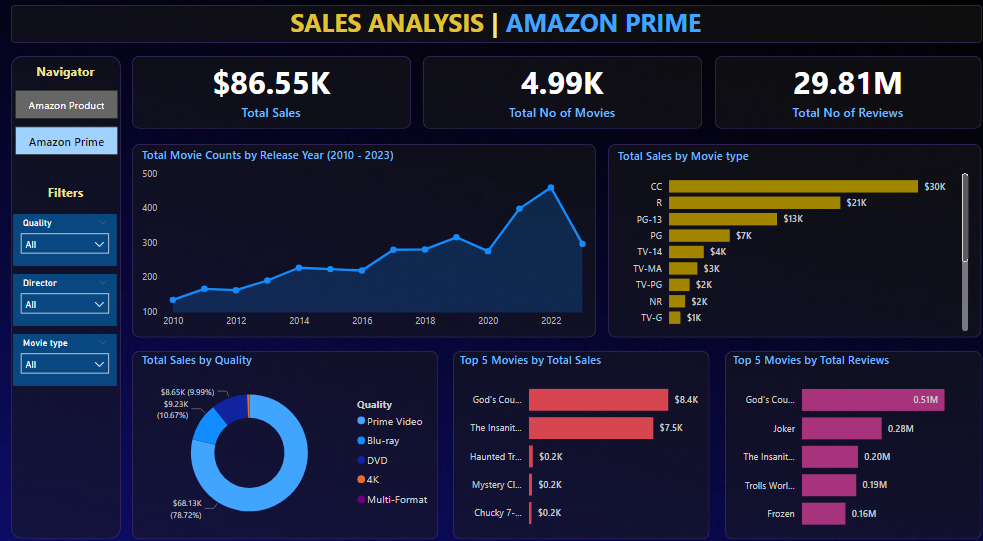 SALES ANALYSIS | AMAZON PRIME
Navigator
Amazon Product
Amazon Prime
Filters
Quality
All
Director
All
Movie type
All
$86.55K
Total Sales
4.99K
Total No of Movies
29.81M
Total No of Reviews
Total Movie Counts by Release Year (2010 - 2023)
500
400
300
200
100
2010 2012 2014 2016 2018 2020 2022
Total Sales by Movie type
CC $30K
R $21K
PG-13 $13K
PG $7K
TV-14 $4K
TV-MA $3K
TV-PG $2K
NR $2K
TV-G $1K
Total Sales by Quality
$8.65K (9.99%)
$9.23K
(10.67%)
$68.13K
(78.72%)
Quality
Prime Video
Blu-ray
DVD
4K
Multi-Format
Top 5 Movies by Total Sales
God's Cou... $8.4K
The Insanit... $7.5K
Haunted Tr... $0.2K
Mystery Cl... $0.2K
Chucky 7-... $0.2K
Top 5 Movies by Total Reviews
God's Cou... 0.51M
Joker 0.28M
The Insanit... 0.20M
Trolls Worl... 0.19M
Frozen 0.16M